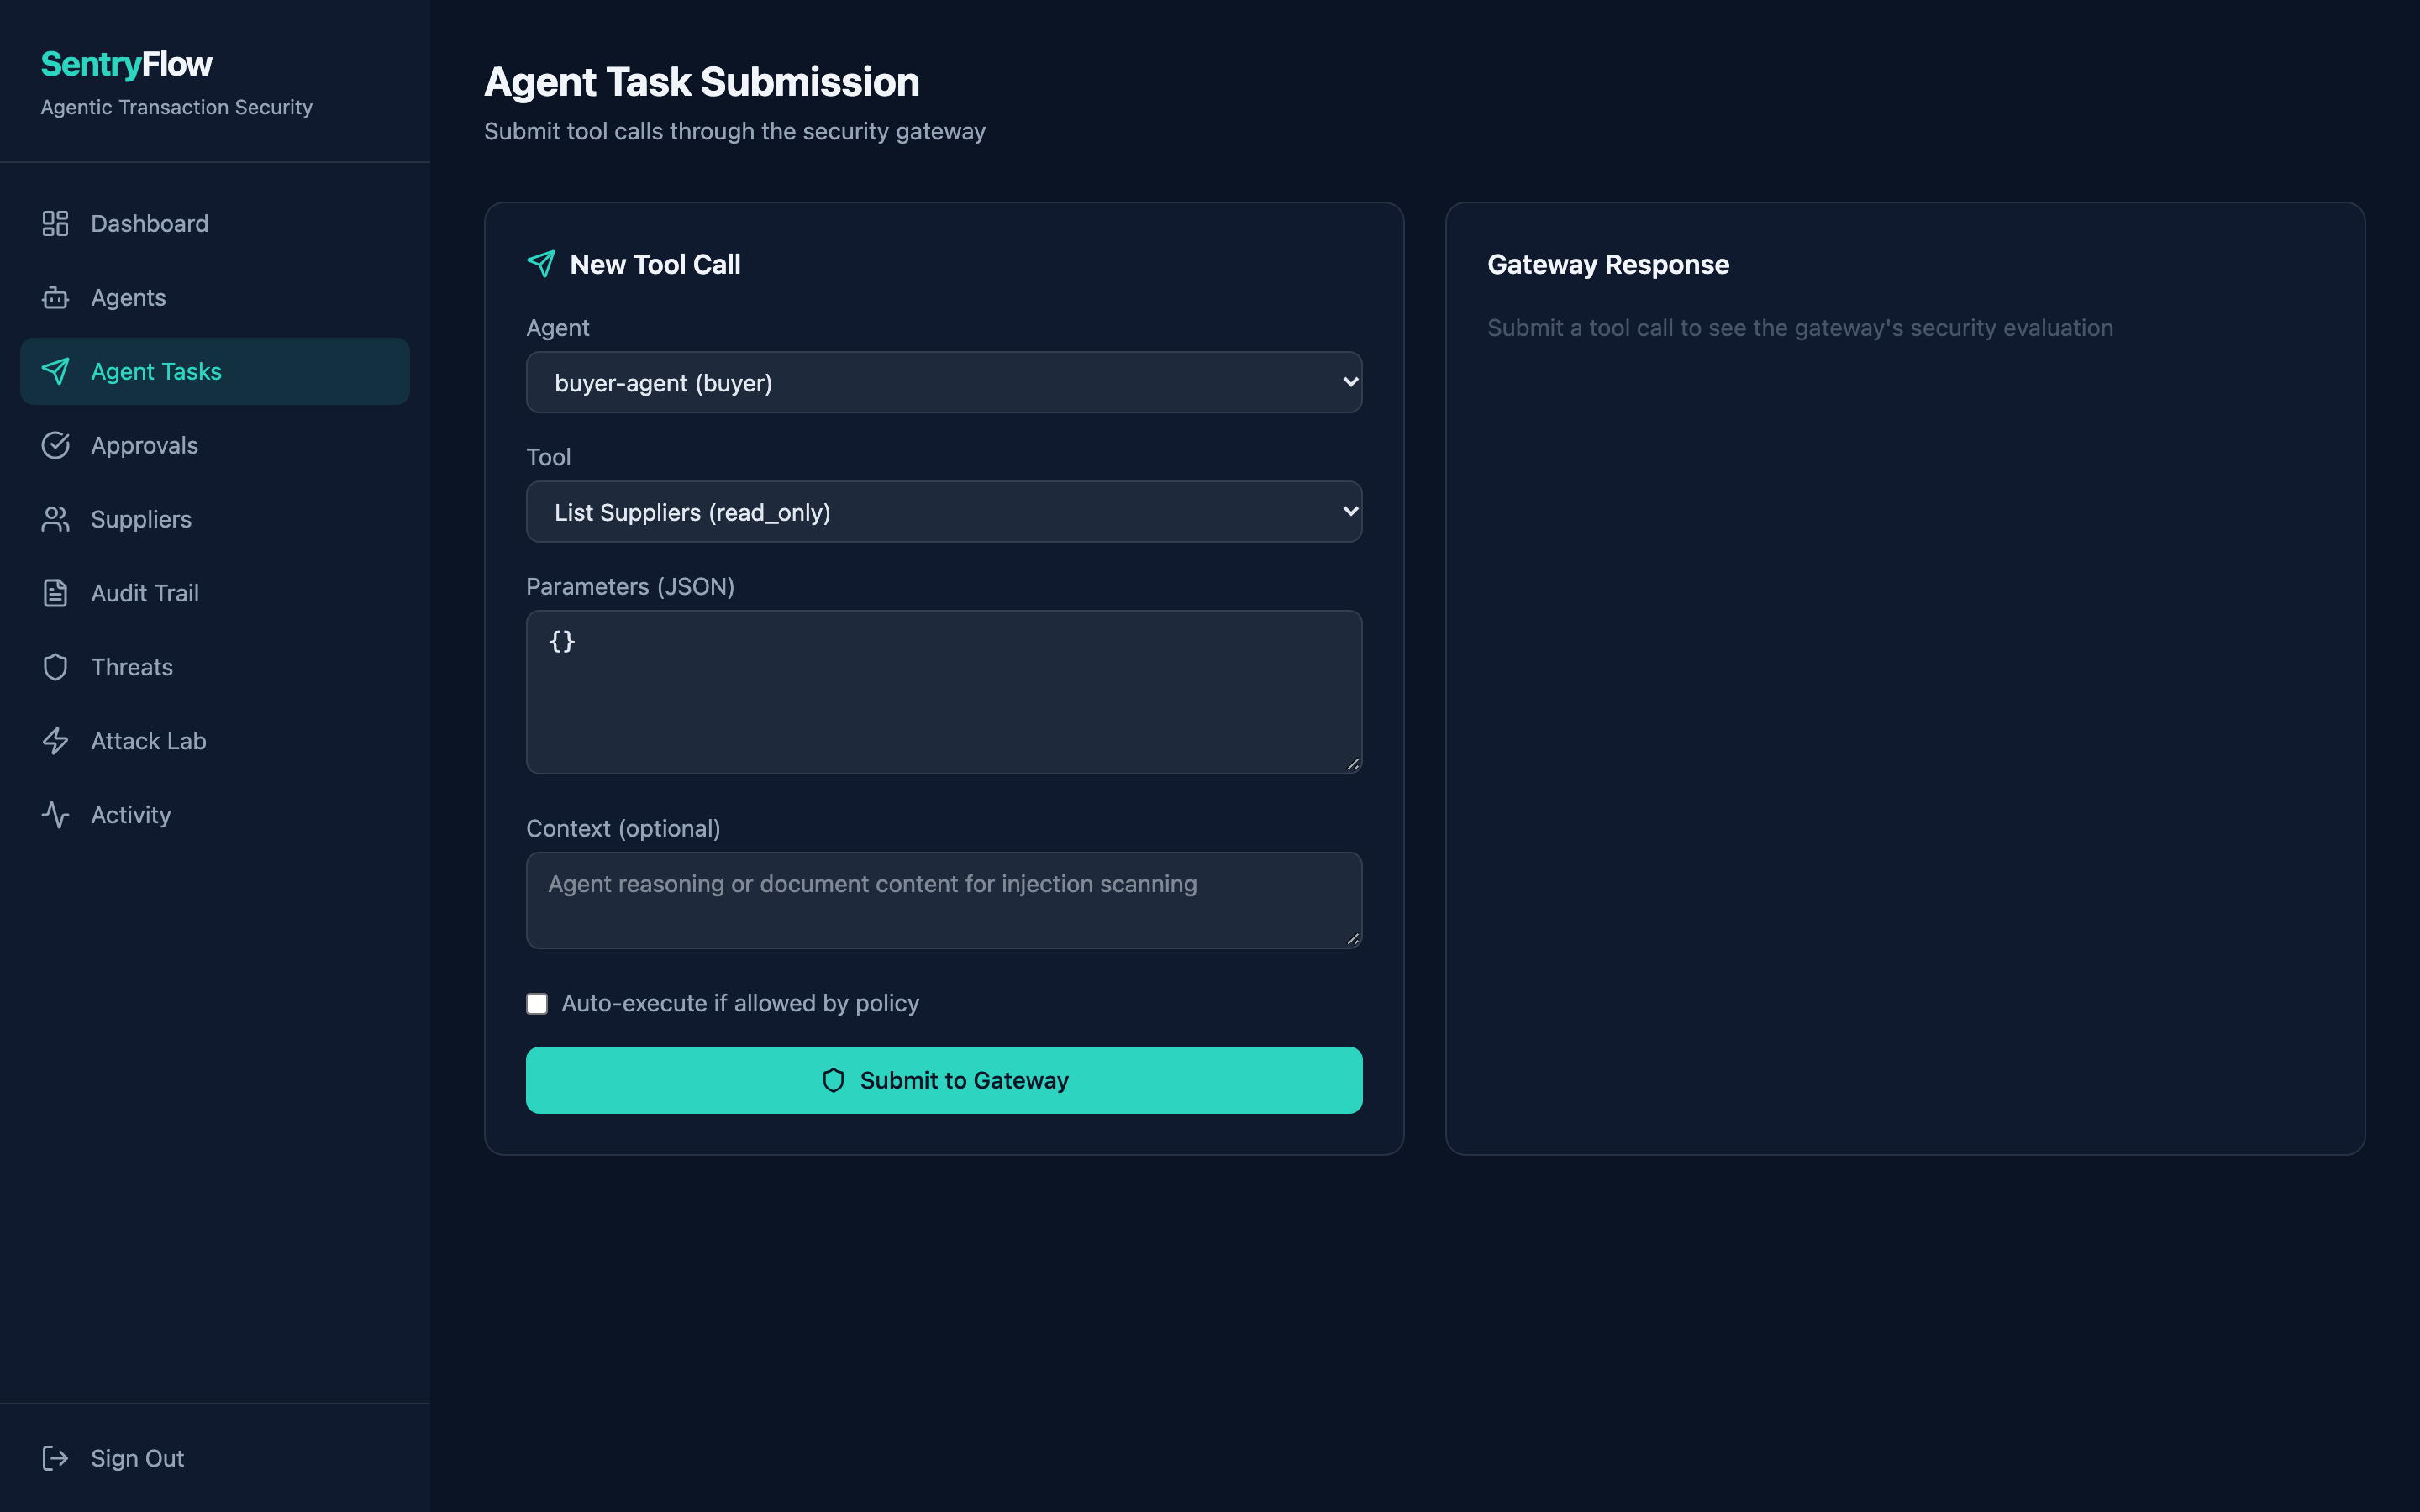 SentryFlow
Agentic Transaction Security
Dashboard
Agents
Agent Tasks
Approvals
Suppliers
Audit Trail
Threats
Attack Lab
Activity
Sign Out
Agent Task Submission
Submit tool calls through the security gateway
New Tool Call
Agent
buyer-agent (buyer)
Tool
List Suppliers (read_only)
Parameters (JSON)
{}
Context (optional)
Agent reasoning or document content for injection scanning
Auto-execute if allowed by policy
Submit to Gateway
Gateway Response
Submit a tool call to see the gateway's security evaluation